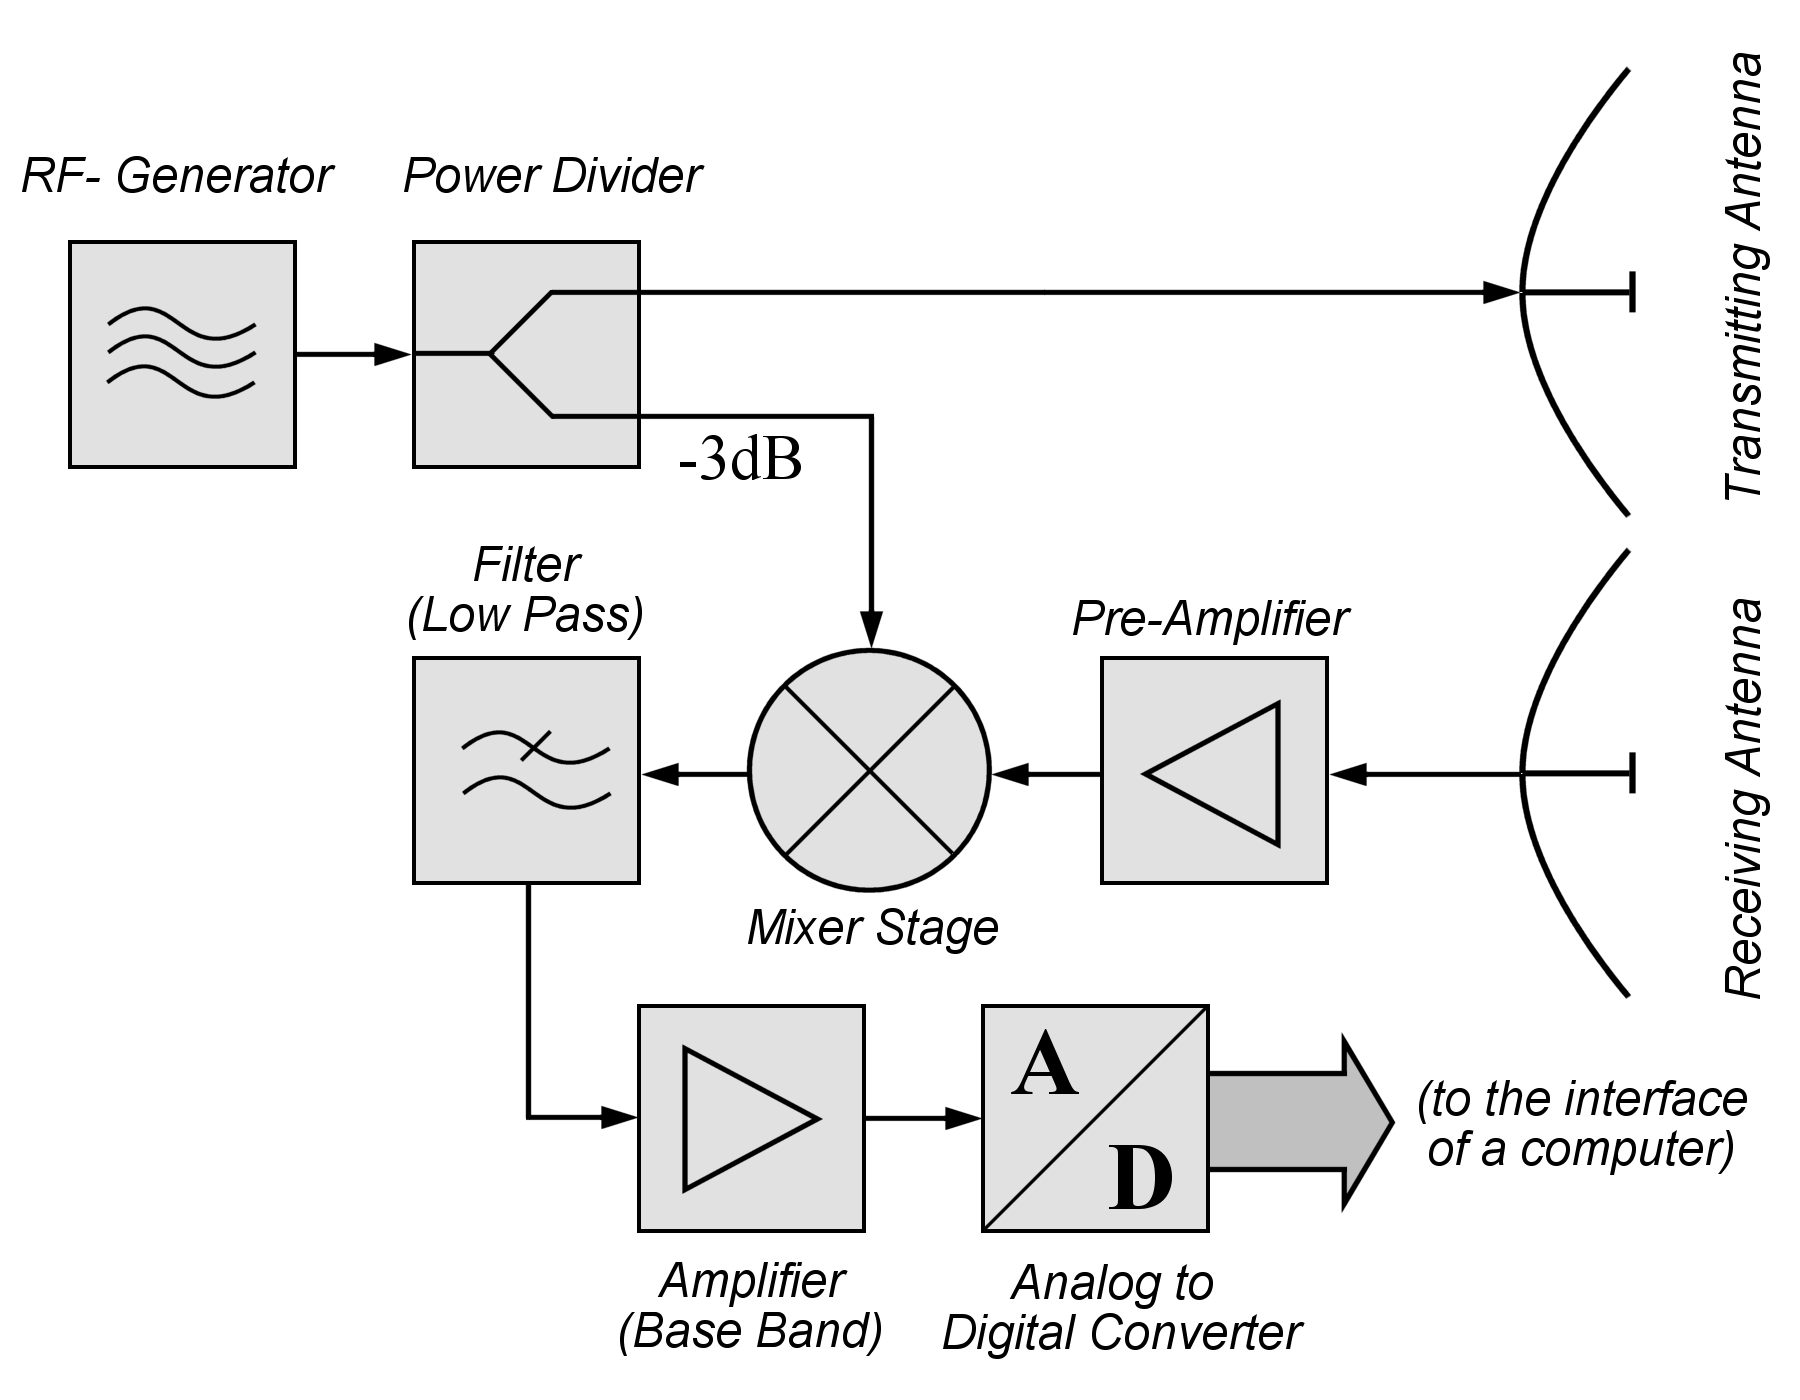 RF- Generator
Power Divider
Transmitting Antenna
-3dB
Filter
(Low Pass)
Pre-Amplifier
Receiving Antenna
Mixer Stage
A
D
(to the interface
of a computer)
Amplifier
(Base Band)
Analog to
Digital Converter